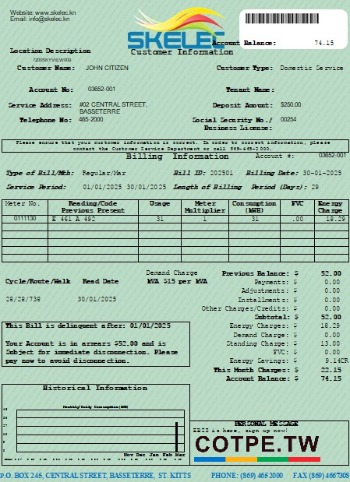 Website: www.skelec.kn
Email: info@skelec.kn
SKELEC
Account Balance: 74.15
Location Description
Customer Information
Customer Name: JOHN CITIZEN
Customer Type: Domestic Service
Account No: 03652-001
Tenant Name:
Service Address: #02 CENTRAL STREET,
BASSETERRE
Deposit Amount: $250.00
Telephone No: 465-2000
Social Security No./ 00254
Business License:
Please ensure that your customer information is correct. In order to correct information, please
contact the Customer Service Department or call 869-465-2000.
Billing Information
Account #: 03652-001
Type of Bill/Mth: Regular/Mar
Bill ID: 202501
Billing Date: 30-01-2025
Service Period: 01/01/2025 30/01/2025
Length of Billing Period (Days): 29
Meter No. Reading/Code Usage Meter Consumption FVC Energy
Previous Present Multiplier (kWH) Charge
0111130 E 461 A 492 31 1 31 .00 18.29
Demand Charge
Previous Balance: $ 52.00
Cycle/Route/Walk Read Date KVA $15 per KVA
Payments: $ 0.00
Adjustments: $ 0.00
28/28/738 30/01/2025
Installments: $ 0.00
Other Charges/Credits: $ 0.00
Subtotal: $ 52.00
This Bill is delinquent after: 01/01/2025
Energy Charges: $ 18.29
Demand Charge: $ 0.00
Your Account is in arrears $52.00 and is
Standing Charge: $ 13.00
Subject for immediate disconnection. Please
FVC: $ 0.00
pay now to avoid disconnection.
Energy Savings: $ 9.14CR
This Month Charges: $ 22.15
Account Balance: $ 74.15
Historical Information
Monthly Daily Consumption(kWH)
Nov Dec Jan Feb Mar
PERSONAL MESSAGE
is here, sign up now!
COTPE.TW
P.O. BOX 246, CENTRAL STREET, BASSETERRE, ST. KITTS PHONE: (869) 465 2000 FAX (869) 4667308